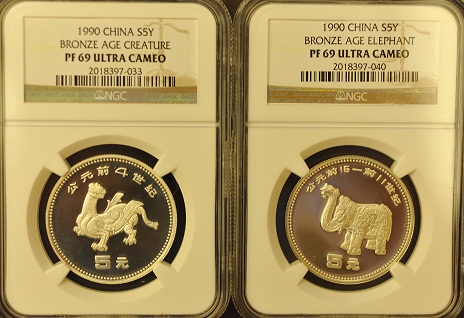 1990 CHINA S5Y
BRONZE AGE CREATURE
PF 69 ULTRA CAMEO
2018397-033
NGC
公元前4世纪
5元
1990 CHINA S5Y
BRONZE AGE ELEPHANT
PF 69 ULTRA CAMEO
2018397-040
NGC
公元前16一前11世纪
5元